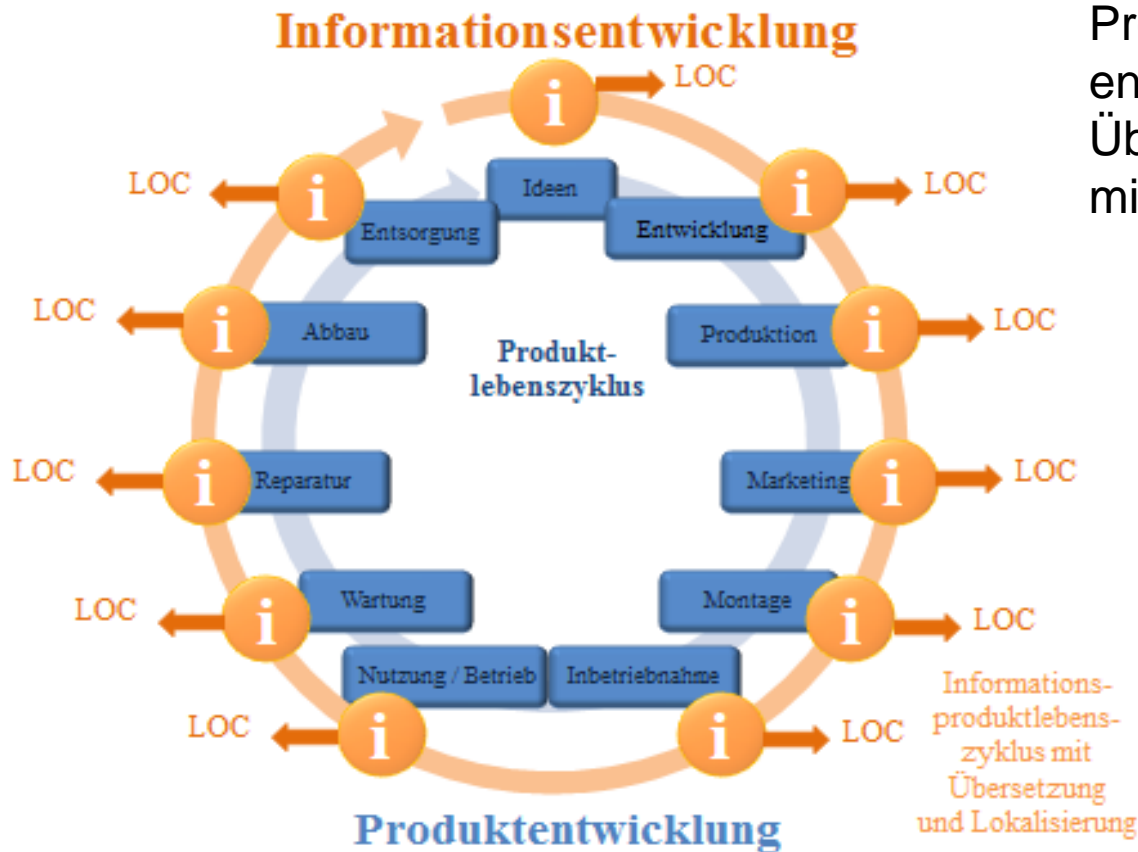 Informationsentwicklung
Pr
en
Üb
mi
LOC
LOC
LOC
LOC
LOC
LOC
LOC
LOC
LOC
LOC
LOC
i
i
i
i
i
i
i
i
i
i
i
Ideen
Entwicklung
Produktion
Marketing
Montage
Inbetriebnahme
Nutzung / Betrieb
Wartung
Reparatur
Abbau
Entsorgung
Produkt-
lebenszyklus
Informations-
produktlebens-
zyklus mit
Übersetzung
und Lokalisierung
Produktentwicklung